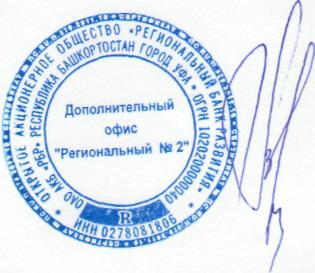 ОТКРЫТОЕ АКЦИОНЕРНОЕ ОБЩЕСТВО «РЕГИОНАЛЬНЫЙ БАНК РАЗВИТИЯ»
ОАО АКБ «РБР» РЕСПУБЛИКА БАШКОРТОСТАН ГОРОД УФА * ОГРН 1020200000040
Дополнительный
офис
"Региональный № 2"
R
ИНН 0278081806